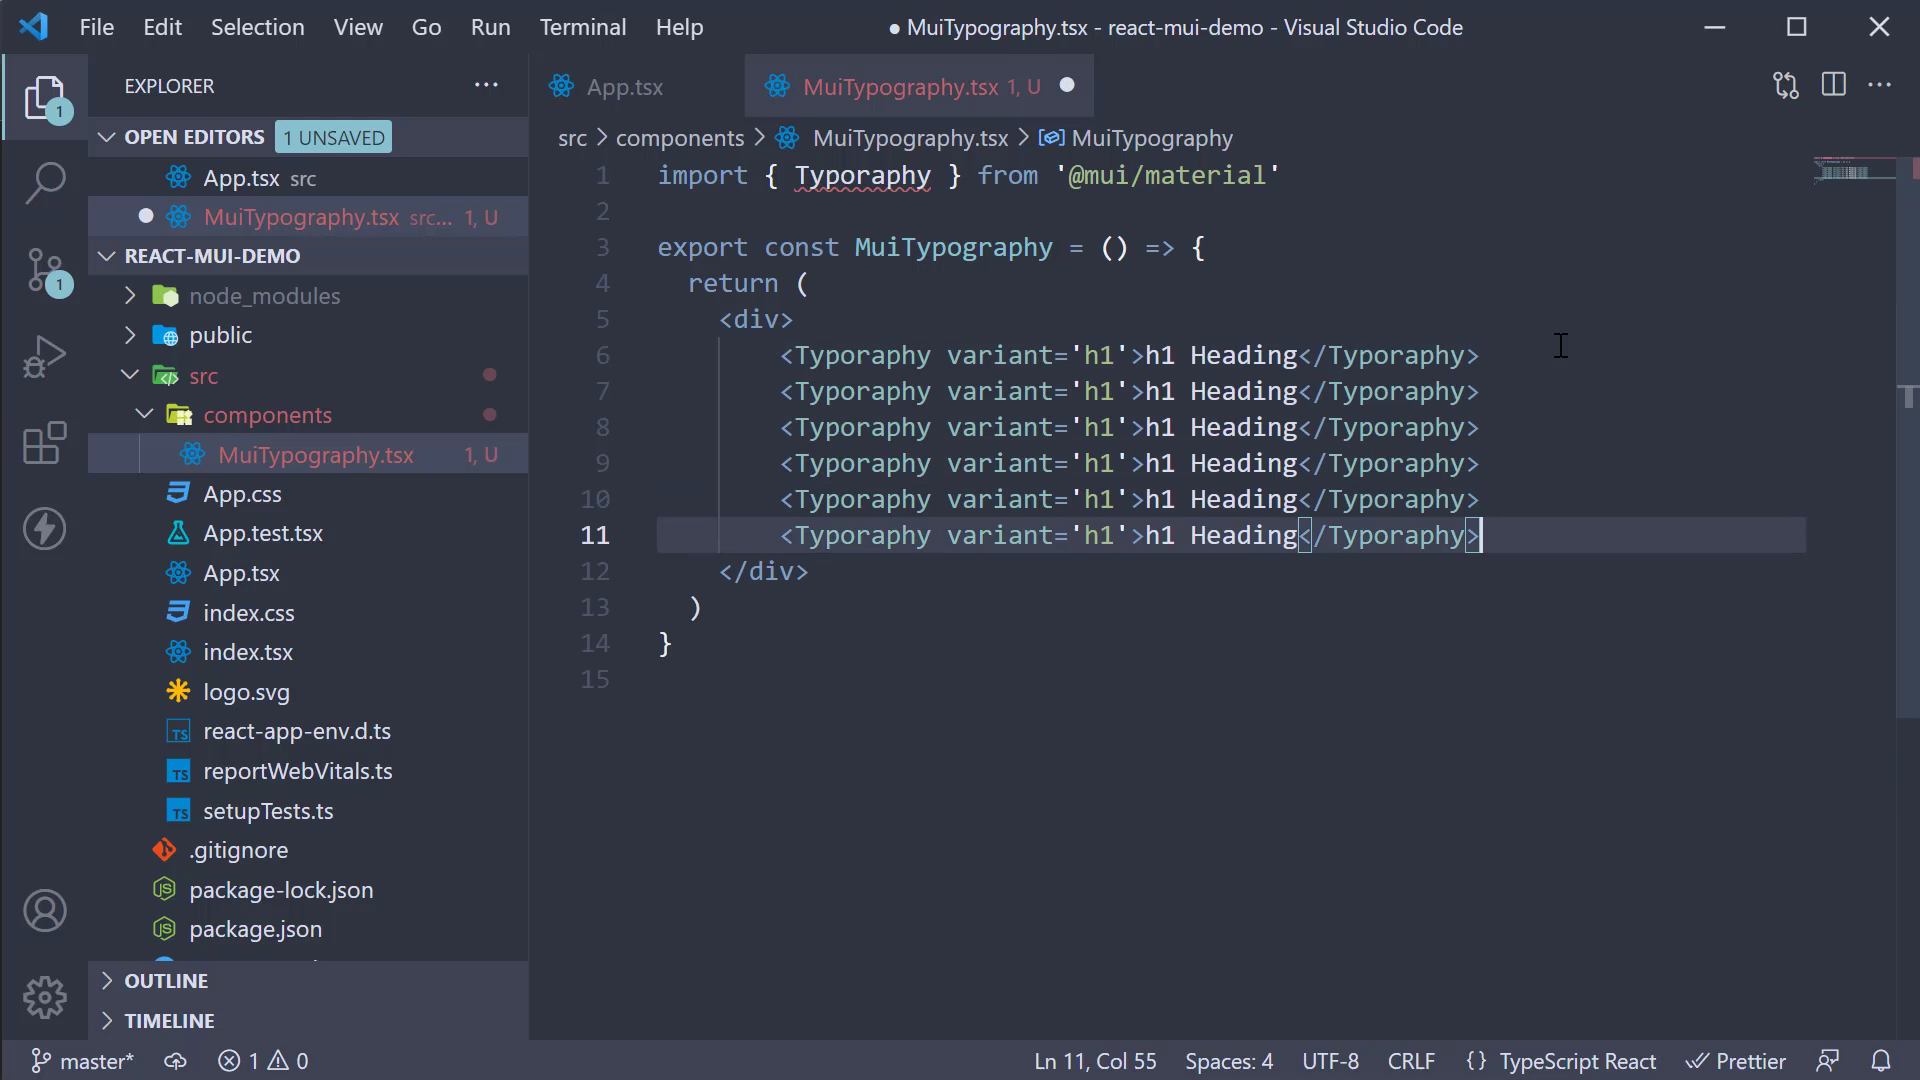 File Edit Selection View Go Run Terminal Help ● MuiTypography.tsx - react-mui-demo - Visual Studio Code
EXPLORER
App.tsx
MuiTypography.tsx 1, U
OPEN EDITORS 1 UNSAVED
App.tsx src
MuiTypography.tsx src... 1, U
REACT-MUI-DEMO
node_modules
public
src
components
MuiTypography.tsx 1, U
App.css
App.test.tsx
App.tsx
index.css
index.tsx
logo.svg
react-app-env.d.ts
reportWebVitals.ts
setupTests.ts
.gitignore
package-lock.json
package.json
OUTLINE
TIMELINE
1
1
src > components > MuiTypography.tsx > MuiTypography
1 import { Typoraphy } from '@mui/material'
2
3 export const MuiTypography = () => {
4 return (
5 <div>
6 <Typoraphy variant='h1'>h1 Heading</Typoraphy>
7 <Typoraphy variant='h1'>h1 Heading</Typoraphy>
8 <Typoraphy variant='h1'>h1 Heading</Typoraphy>
9 <Typoraphy variant='h1'>h1 Heading</Typoraphy>
10 <Typoraphy variant='h1'>h1 Heading</Typoraphy>
11 <Typoraphy variant='h1'>h1 Heading</Typoraphy>
12 </div>
13 )
14 }
15
master* 1 0 Ln 11, Col 55 Spaces: 4 UTF-8 CRLF {} TypeScript React Prettier